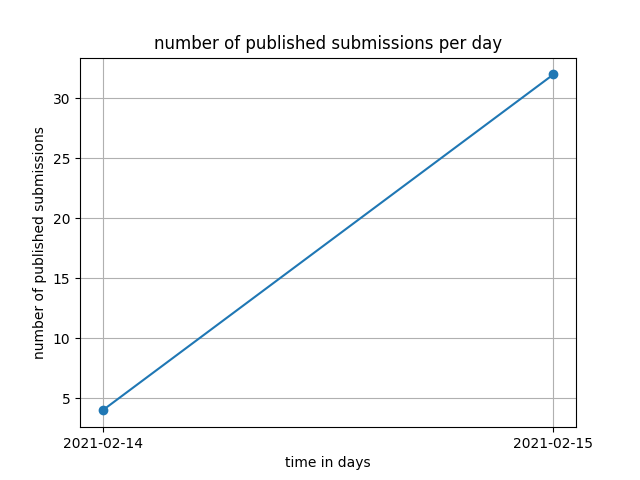 number of published submissions per day
number of published submissions
30
25
20
15
10
5
2021-02-14
2021-02-15
time in days